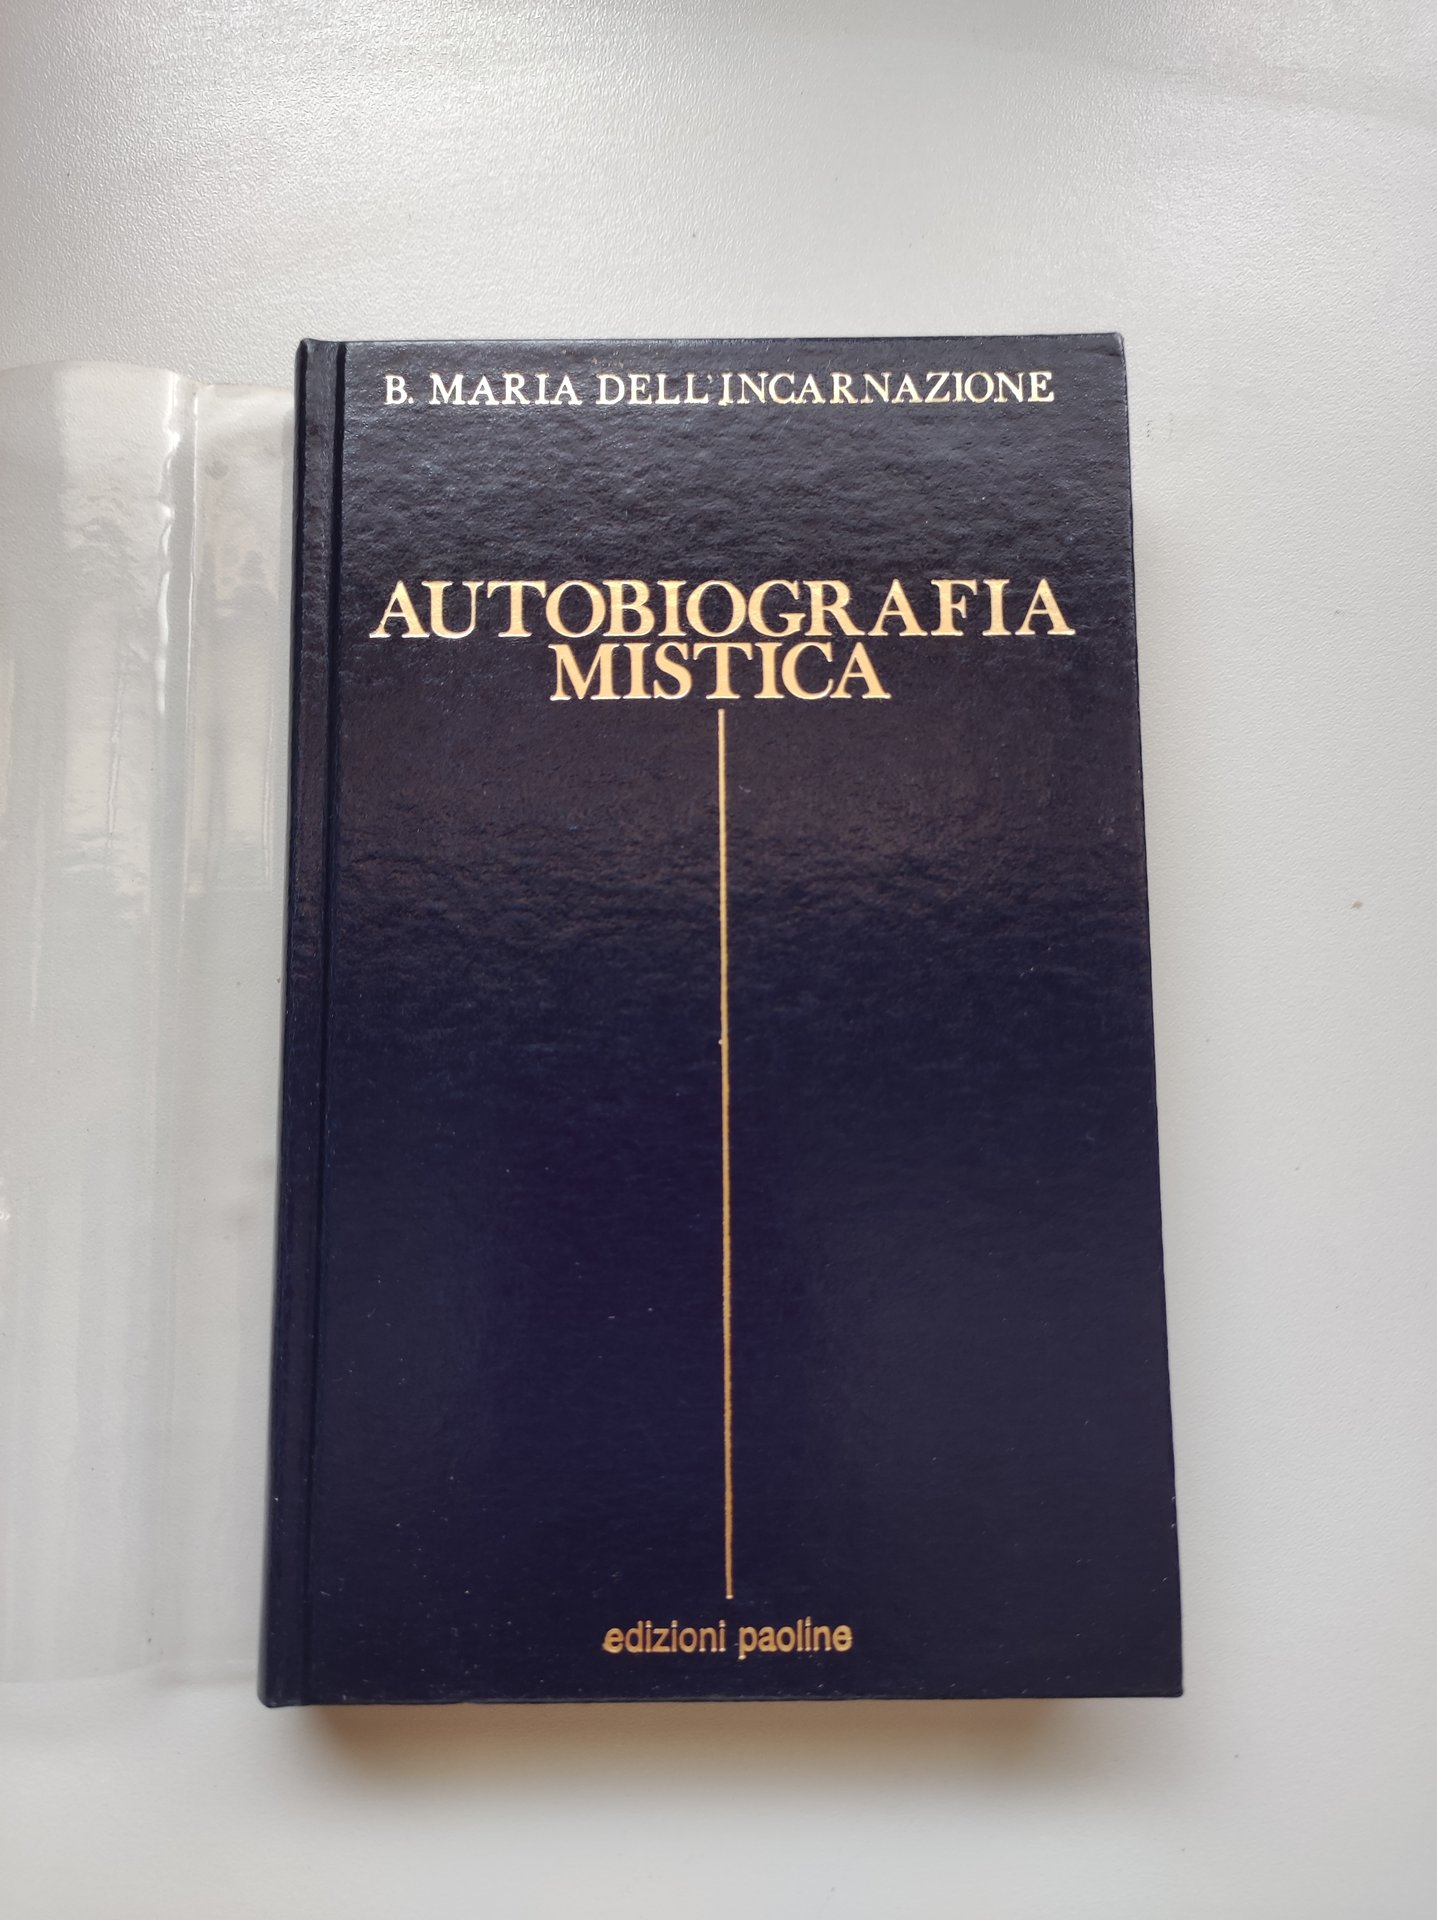 B. MARIA DELL'INCARNAZIONE
AUTOBIOGRAFIA
MISTICA
edizioni paoline